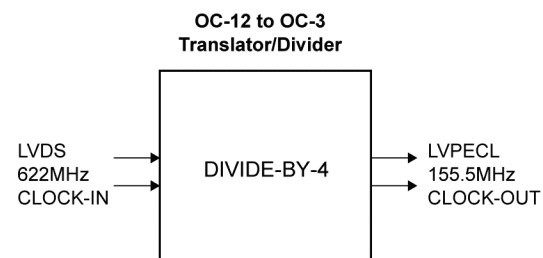 OC-12 to OC-3
Translator/Divider
LVDS
622MHz
CLOCK-IN
DIVIDE-BY-4
LVPECL
155.5MHz
CLOCK-OUT